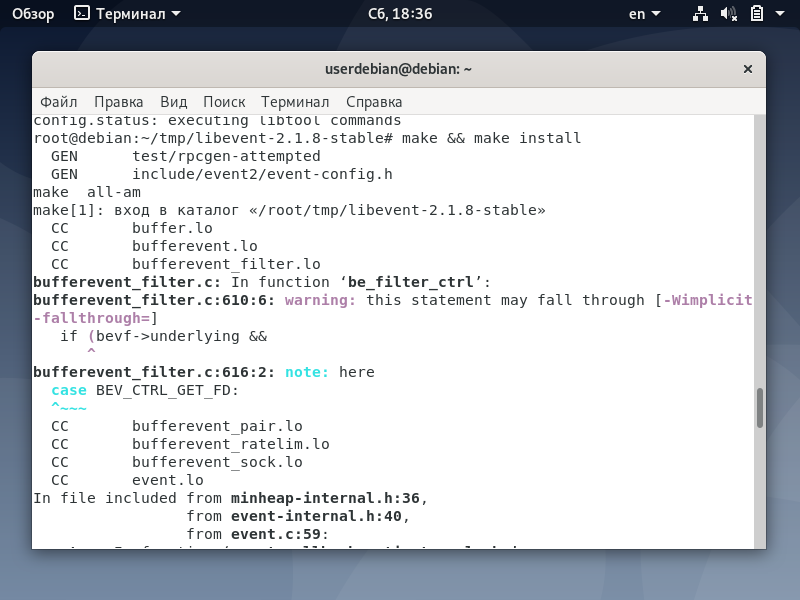 Обзор Терминал Сб, 18:36 en
userdebian@debian: ~ ×
Файл Правка Вид Поиск Терминал Справка
config.status: executing libtool commands
root@debian:~/tmp/libevent-2.1.8-stable# make && make install
  GEN      test/rpcgen-attempted
  GEN      include/event2/event-config.h
make  all-am
make[1]: вход в каталог «/root/tmp/libevent-2.1.8-stable»
  CC       buffer.lo
  CC       bufferevent.lo
  CC       bufferevent_filter.lo
bufferevent_filter.c: In function ‘be_filter_ctrl’:
bufferevent_filter.c:610:6: warning: this statement may fall through [-Wimplicit
-fallthrough=]
   if (bevf->underlying &&
      ^
bufferevent_filter.c:616:2: note: here
  case BEV_CTRL_GET_FD:
  ^~~~
  CC       bufferevent_pair.lo
  CC       bufferevent_ratelim.lo
  CC       bufferevent_sock.lo
  CC       event.lo
In file included from minheap-internal.h:36,
                 from event-internal.h:40,
                 from event.c:59: